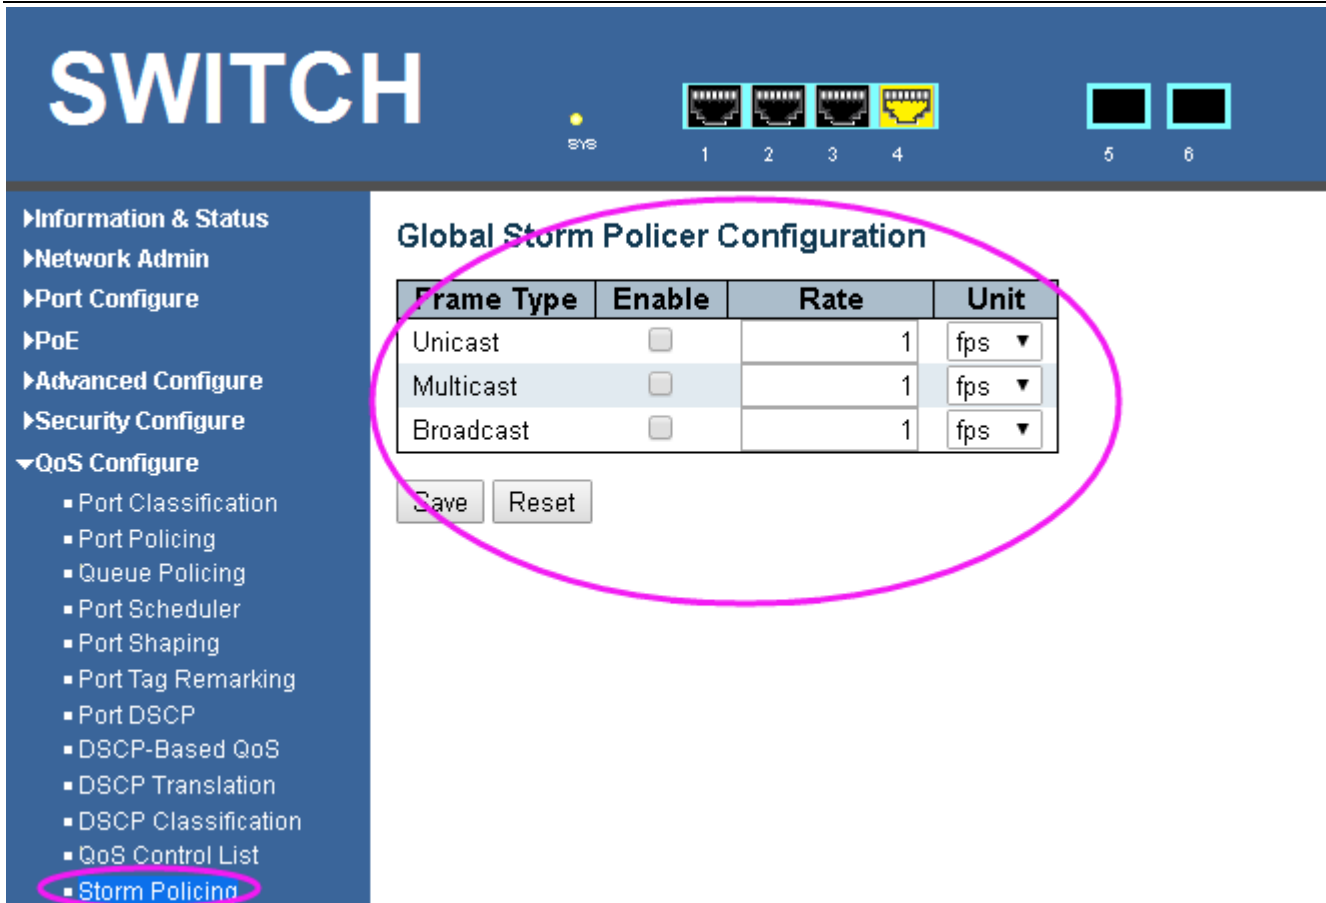 SWITCH
SYS
1 2 3 4 5 6
Information & Status
Network Admin
Port Configure
PoE
Advanced Configure
Security Configure
QoS Configure
Port Classification
Port Policing
Queue Policing
Port Scheduler
Port Shaping
Port Tag Remarking
Port DSCP
DSCP-Based QoS
DSCP Translation
DSCP Classification
QoS Control List
Storm Policing
Global Storm Policer Configuration
Frame Type Enable Rate Unit
Unicast 1 fps
Multicast 1 fps
Broadcast 1 fps
Save Reset